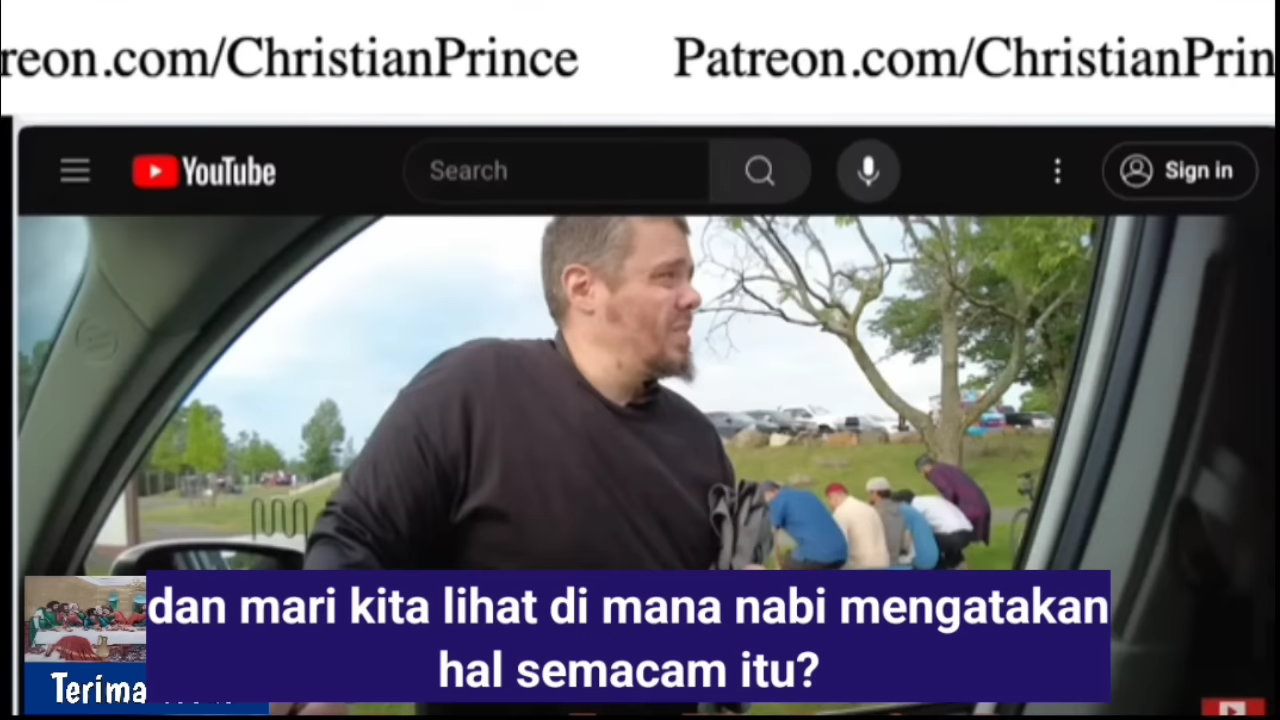 reon.com/ChristianPrince Patreon.com/ChristianPrin
YouTube Search Sign in
dan mari kita lihat di mana nabi mengatakan
hal semacam itu?
Terima